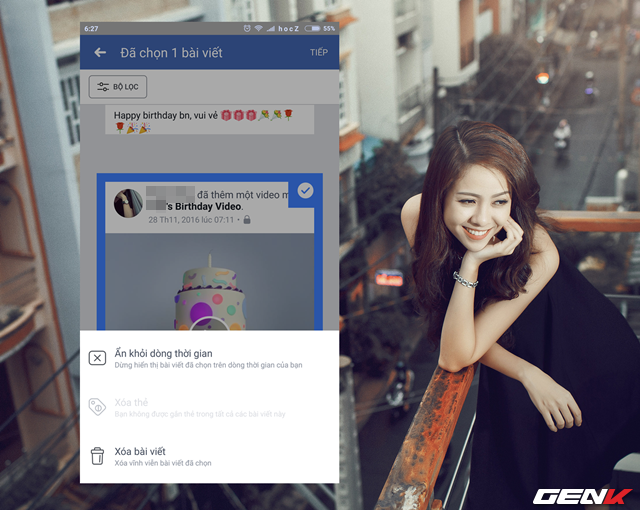 6:27
hocZ
55%
Đã chọn 1 bài viết
TIẾP
BỘ LỌC
Happy birthday bn, vui vẻ 🎁🎁🎁🎉🎉🌹
🌹🎉🎉
đã thêm một video m
's Birthday Video.
28 Th11, 2016 lúc 07:11 •
Ẩn khỏi dòng thời gian
Dừng hiển thị bài viết đã chọn trên dòng thời gian của bạn
Xóa thẻ
Bạn không được gắn thẻ trong tất cả các bài viết này
Xóa bài viết
Xóa vĩnh viễn bài viết đã chọn
GENK